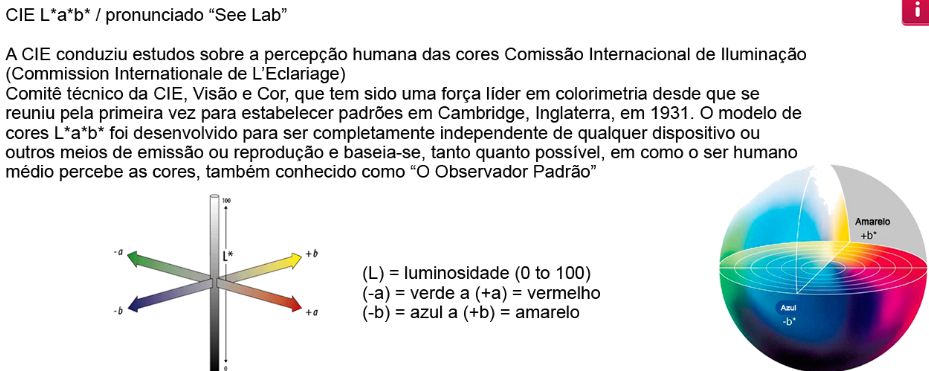 CIE L*a*b* / pronunciado “See Lab”
i
A CIE conduziu estudos sobre a percepção humana das cores Comissão Internacional de Iluminação
(Commission Internationale de L’Eclariage)
Comitê técnico da CIE, Visão e Cor, que tem sido uma força líder em colorimetria desde que se
reuniu pela primeira vez para estabelecer padrões em Cambridge, Inglaterra, em 1931. O modelo de
cores L*a*b* foi desenvolvido para ser completamente independente de qualquer dispositivo ou
outros meios de emissão ou reprodução e baseia-se, tanto quanto possível, em como o ser humano
médio percebe as cores, também conhecido como “O Observador Padrão”
100
-a
L*
+b
-b
+a
0
(L) = luminosidade (0 to 100)
(-a) = verde a (+a) = vermelho
(-b) = azul a (+b) = amarelo
Amarelo
+b*
Azul
-b*